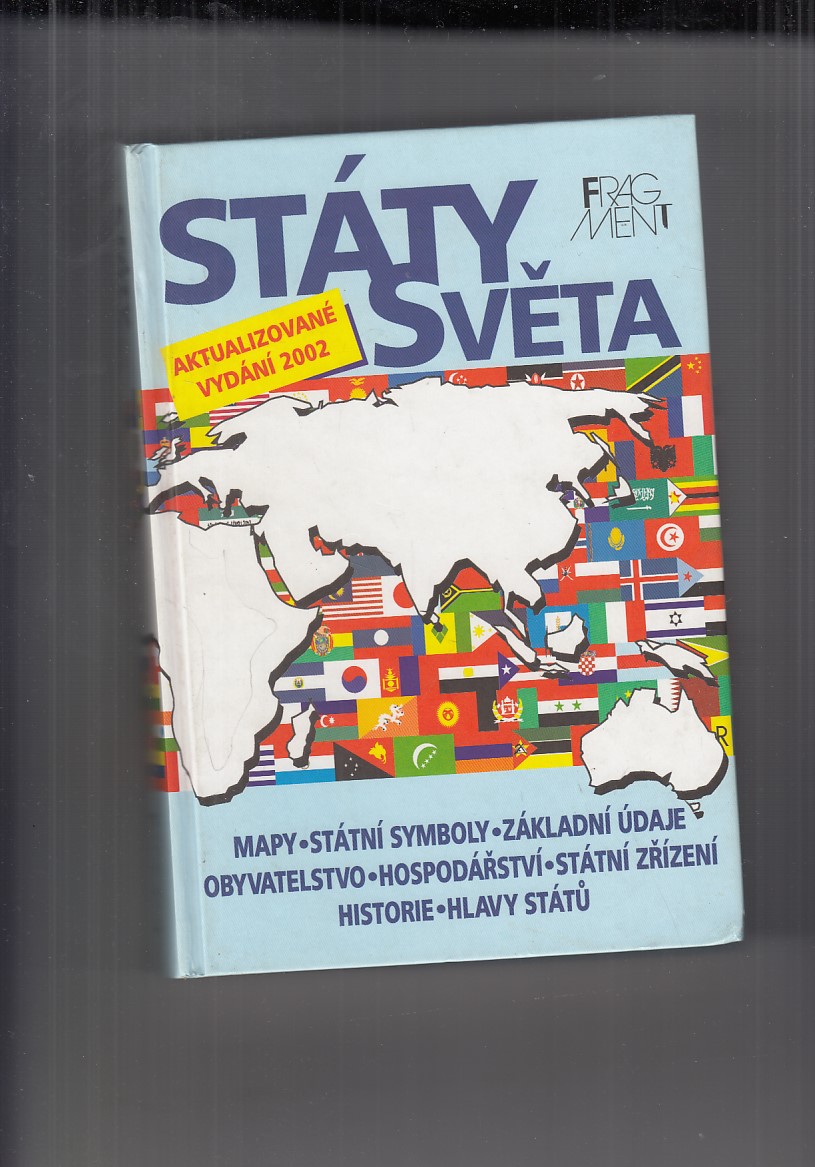 STÁTY
SVĚTA
FRAG
MENT
AKTUALIZOVANÉ
VYDÁNÍ 2002
MAPY•STÁTNÍ SYMBOLY•ZÁKLADNÍ ÚDAJE
OBYVATELSTVO•HOSPODÁŘSTVÍ•STÁTNÍ ZŘÍZENÍ
HISTORIE•HLAVY STÁTŮ
R